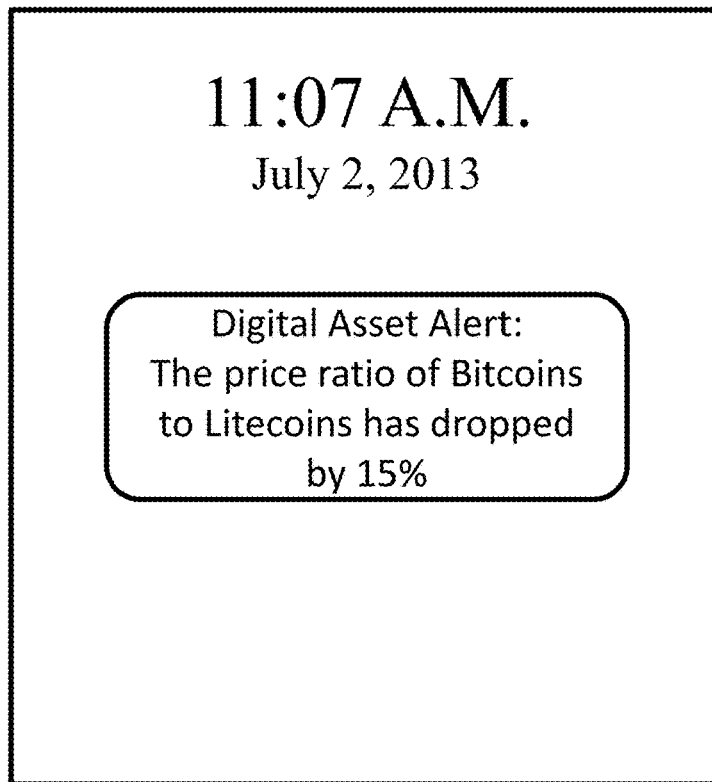 11:07 A.M.
July 2, 2013
Digital Asset Alert:
The price ratio of Bitcoins
to Litecoins has dropped
by 15%